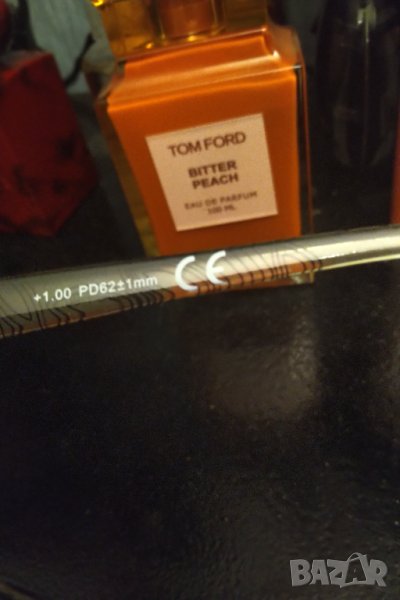 TOM FORD
BITTER
PEACH
EAU DE PARFUM
100 ML
+1.00 PD62±1mm CE
BAZAR